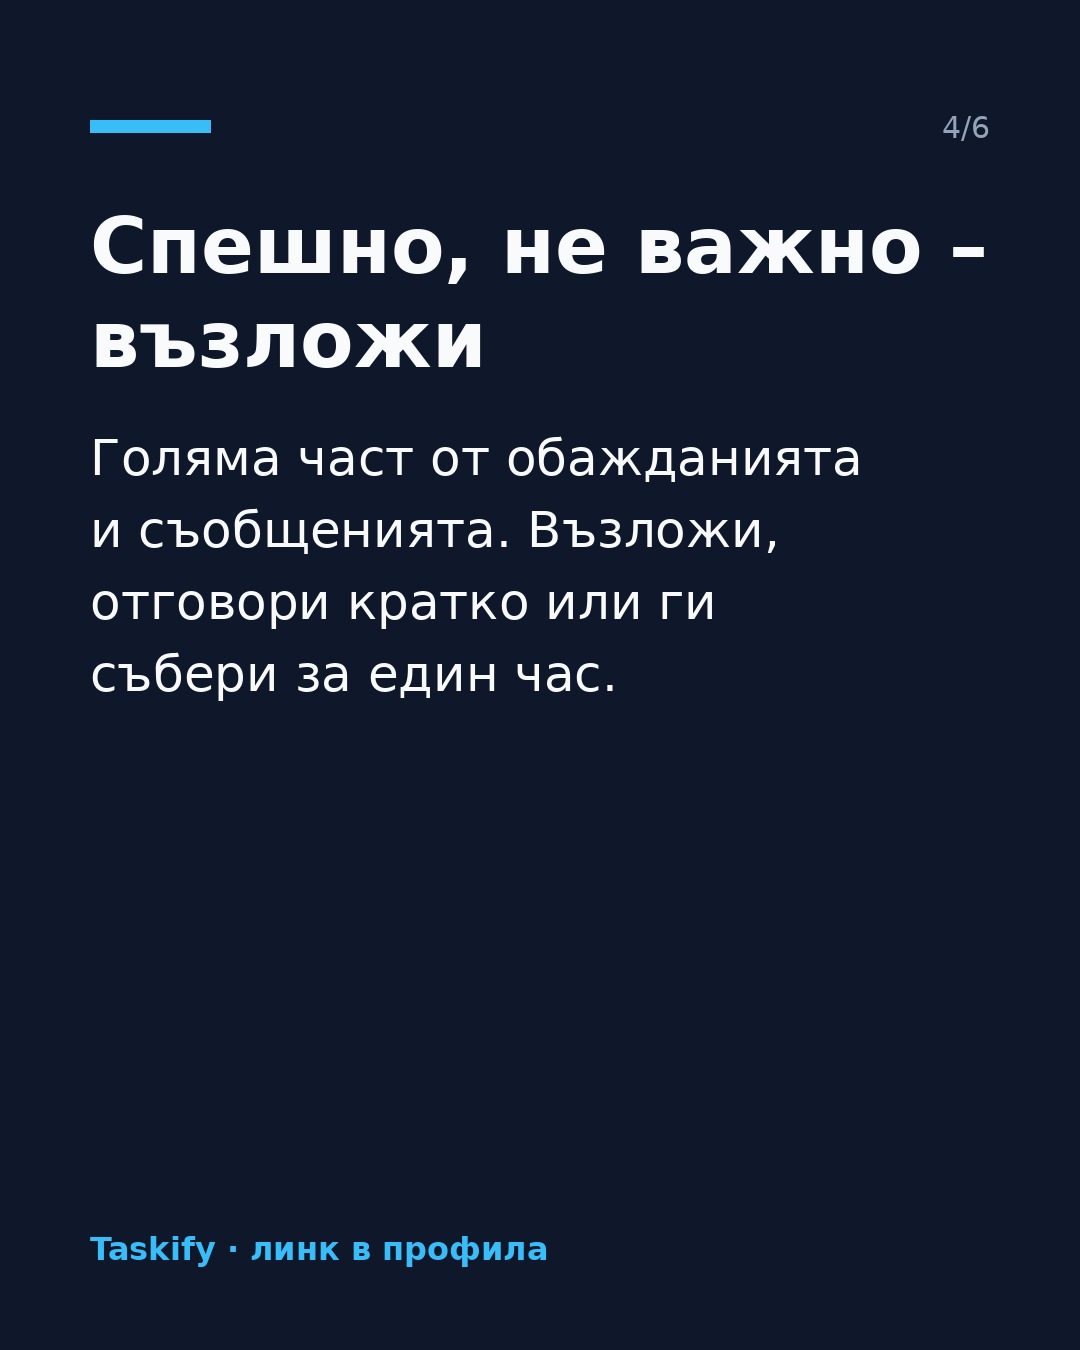 4/6
Спешно, не важно –
възложи
Голяма част от обажданията
и съобщенията. Възложи,
отговори кратко или ги
събери за един час.
Taskify · линк в профила